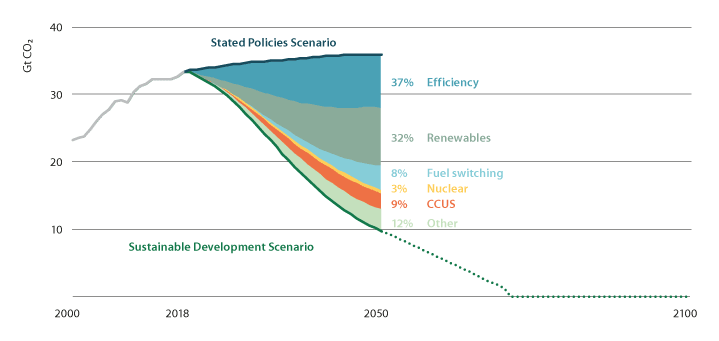 40
Gt CO₂
Stated Policies Scenario
37% Efficiency
30
32% Renewables
20
8% Fuel switching
3% Nuclear
9% CCUS
12% Other
10
Sustainable Development Scenario
2000 2018 2050 2100